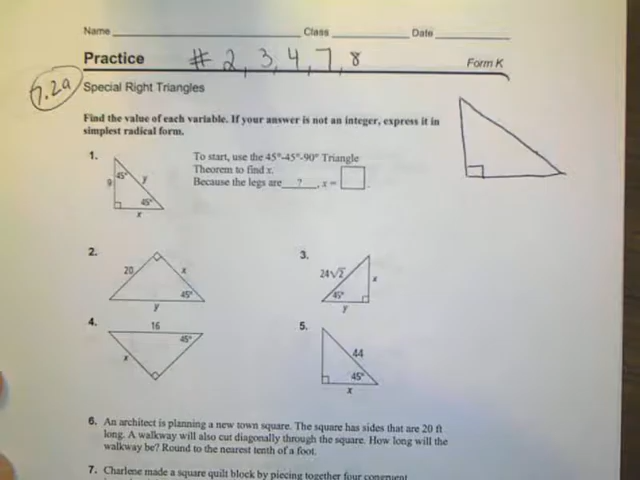 Name Class Date
Practice # 2, 3, 4, 7, 8 Form K
7.2a Special Right Triangles
Find the value of each variable. If your answer is not an integer, express it in
simplest radical form.
1. 45° y 9 45° x
To start, use the 45°-45°-90° Triangle
Theorem to find x.
Because the legs are ? , x = .
2. 20 x 45° y
3. 24√2 x 45° y
4. 16 45° x
5. 44 45° x
6. An architect is planning a new town square. The square has sides that are 20 ft
long. A walkway will also cut diagonally through the square. How long will the
walkway be? Round to the nearest tenth of a foot.
7. Charlene made a square quilt block by piecing together four